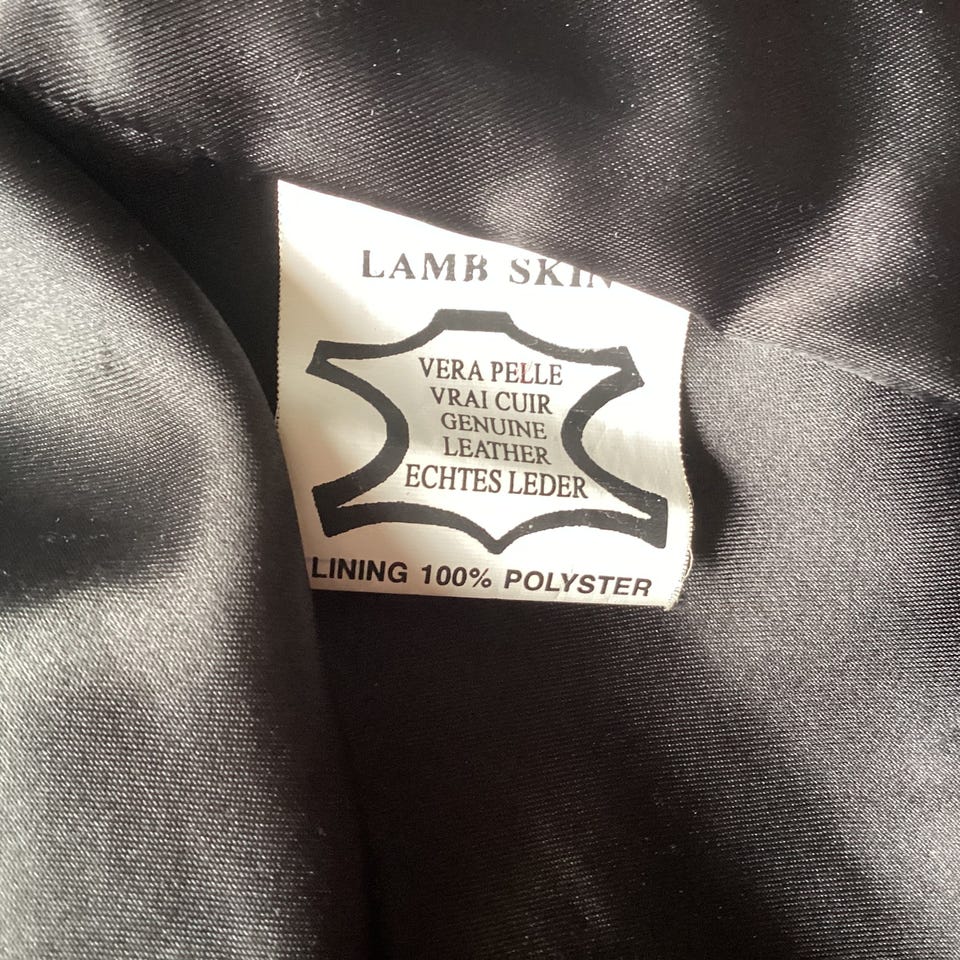 LAMB SKIN
VERA PELLE
VRAI CUIR
GENUINE
LEATHER
ECHTES LEDER
LINING 100% POLYSTER